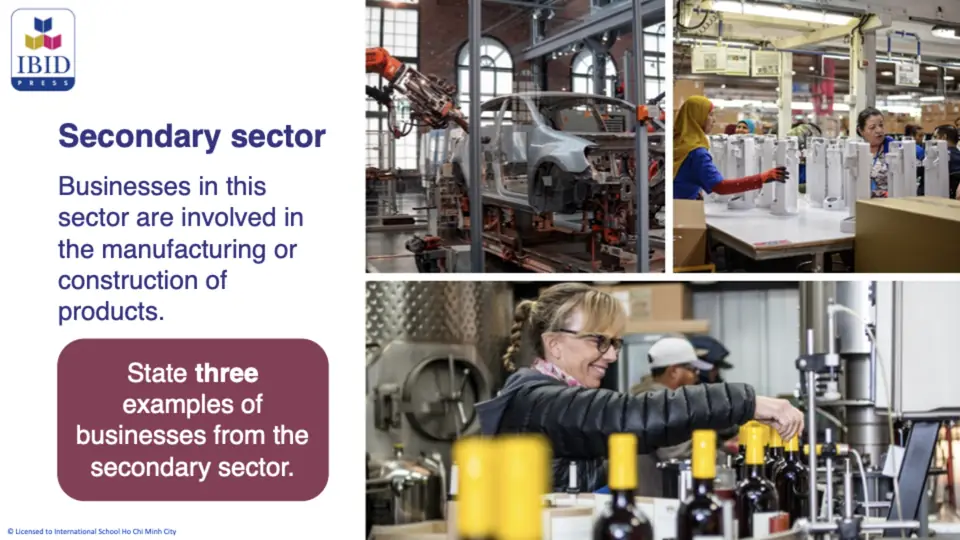 IBID
PRESS
Secondary sector
Businesses in this
sector are involved in
the manufacturing or
construction of
products.
State three
examples of
businesses from the
secondary sector.
© Licensed to International School Ho Chi Minh City